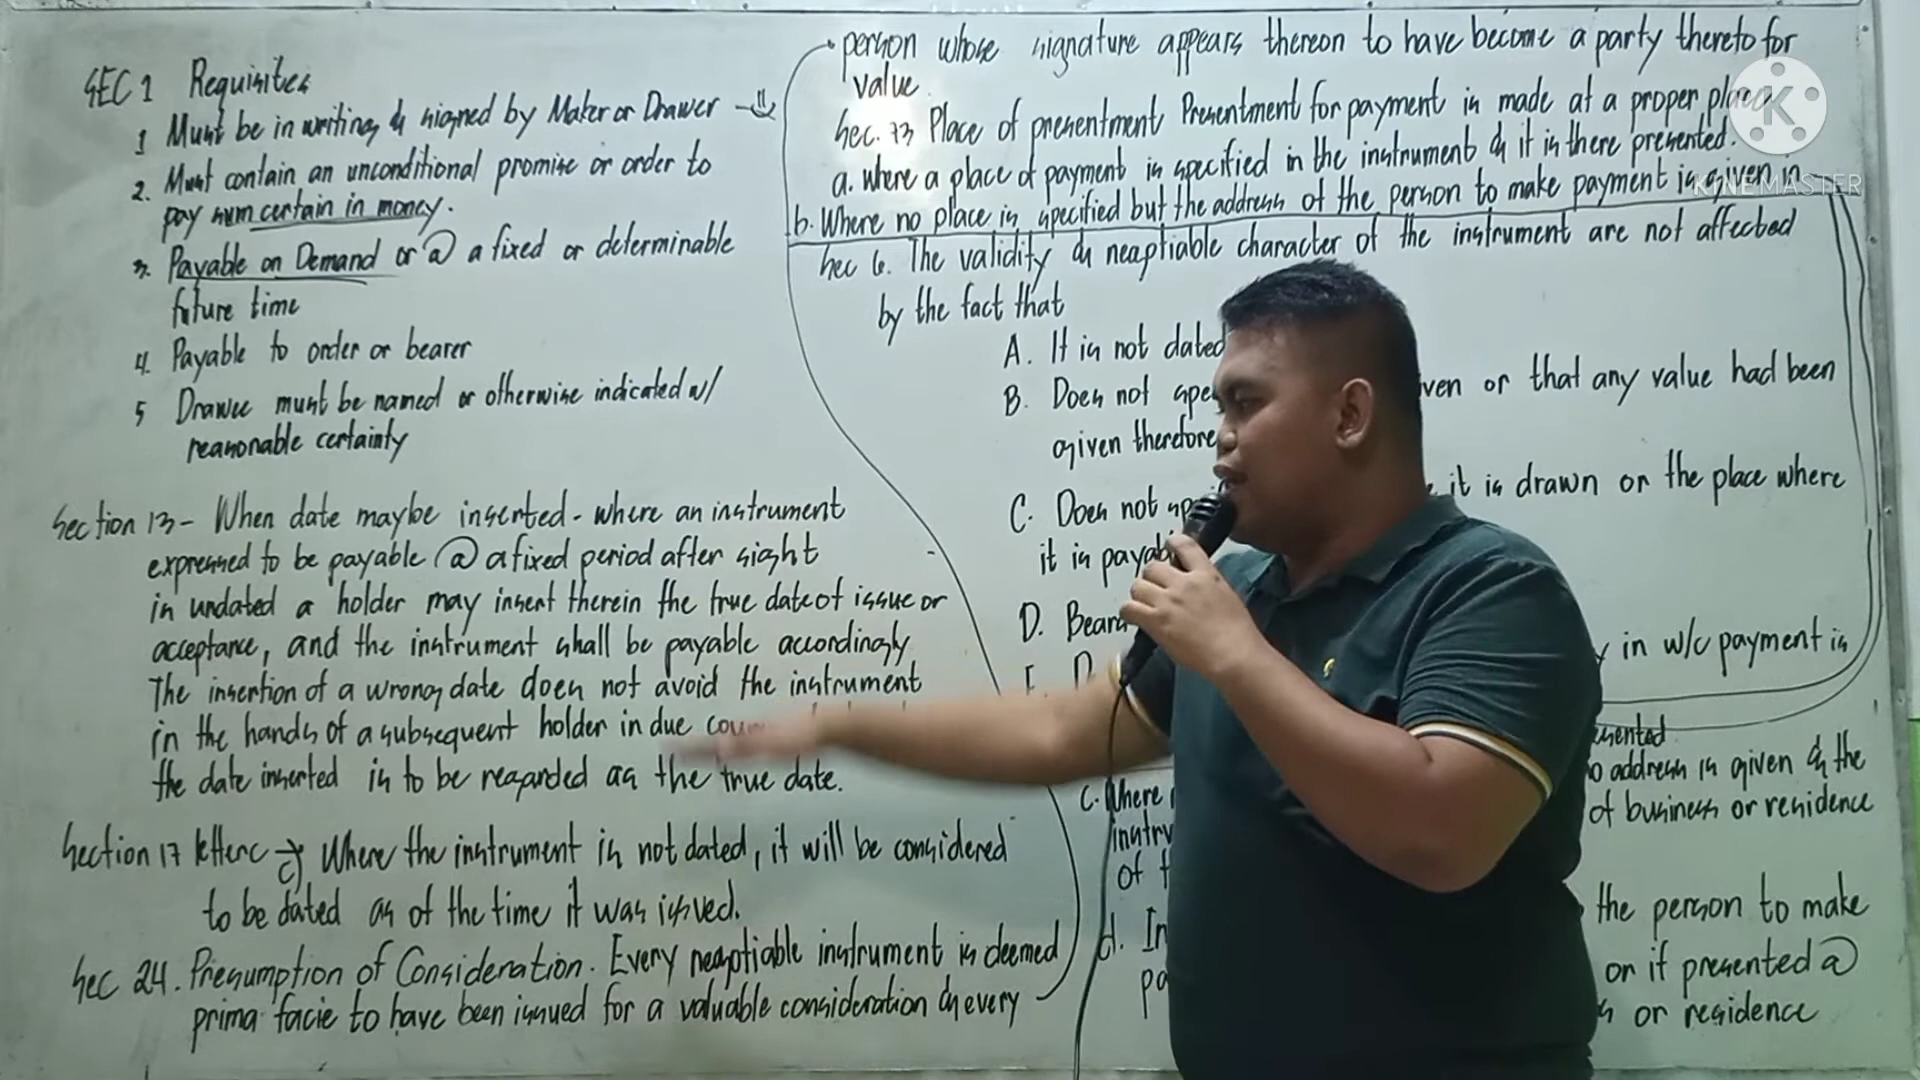 SEC 1 Requisites
1 Must be in writing & signed by Maker or Drawer
2. Must contain an unconditional promise or order to
pay sum certain in money.
3. Payable on Demand or @ a fixed or determinable
future time
4. Payable to order or bearer
5 Drawee must be named or otherwise indicated w/
reasonable certainty
Section 13 - When date maybe inserted - where an instrument
expressed to be payable @ a fixed period after sight
is undated a holder may insert therein the true date of issue or
acceptance, and the instrument shall be payable accordingly
The insertion of a wrong date does not avoid the instrument
in the hands of a subsequent holder in due
the date inserted is to be regarded as the true date.
Section 17 letter c → c) Where the instrument is not dated, it will be considered
to be dated as of the time it was issued.
Sec 24. Presumption of Consideration. Every negotiable instrument is deemed
prima facie to have been issued for a valuable consideration & every
person whose signature appears thereon to have become a party thereto for
value
Sec. 73 Place of presentment Presentment for payment is made at a proper place
a. where a place of payment is specified in the instrument & it is there presented.
b. Where no place is specified but the address of the person to make payment is given in
Sec 6. The validity & negotiable character of the instrument are not affected
by the fact that
A. It is not dated
B. Does not or that any value had been
given therefore
C. Does not it is drawn or the place where
it is
D.
in w/c payment is
c. Where address is given & the
of business or residence
of
d. the person to make
or if presented @
or residence
K
KINEMASTER